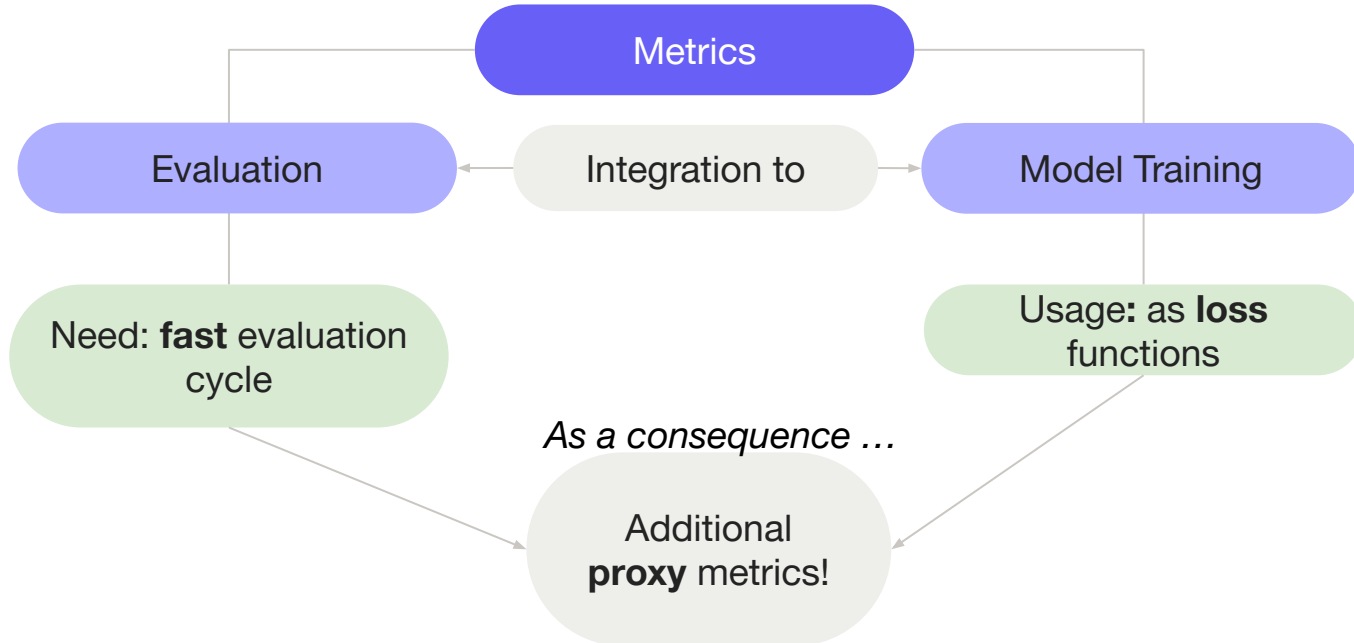 Metrics
Evaluation
Integration to
Model Training
Need: fast evaluation
cycle
Usage: as loss
functions
As a consequence …
Additional
proxy metrics!